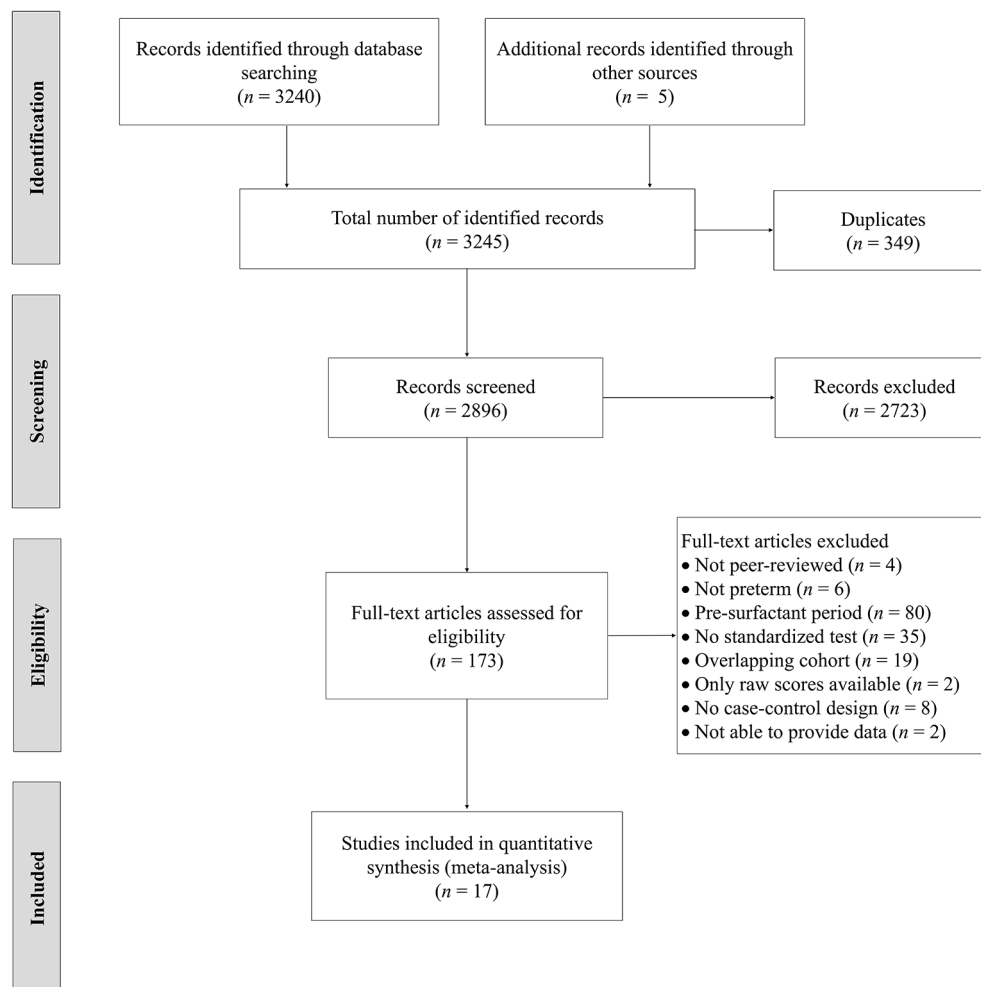 Identification
Records identified through database
searching
(n = 3240)
Additional records identified through
other sources
(n = 5)
Total number of identified records
(n = 3245)
Duplicates
(n = 349)
Screening
Records screened
(n = 2896)
Records excluded
(n = 2723)
Eligibility
Full-text articles assessed for
eligibility
(n = 173)
Full-text articles excluded
● Not peer-reviewed (n = 4)
● Not preterm (n = 6)
● Pre-surfactant period (n = 80)
● No standardized test (n = 35)
● Overlapping cohort (n = 19)
● Only raw scores available (n = 2)
● No case-control design (n = 8)
● Not able to provide data (n = 2)
Included
Studies included in quantitative
synthesis (meta-analysis)
(n = 17)